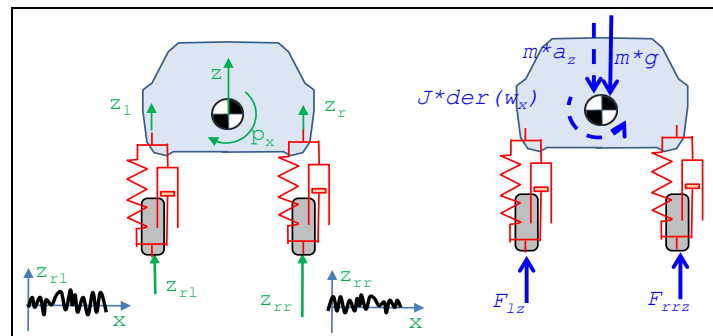 z
z_l
z_r
p_x
z_rl
x
z_rl
z_rr
z_rr
x
m*a_z
m*g
J*der(w_x)
F_lz
F_rrz